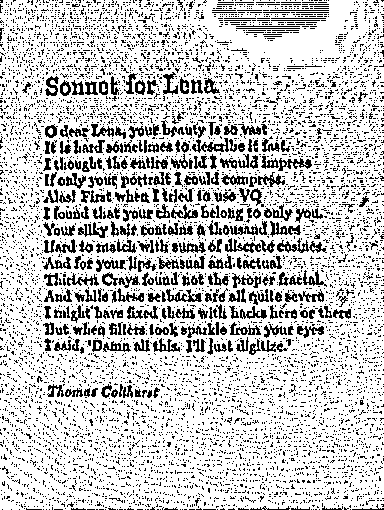 Sonnet for Lena
O dear Lena, your beauty is so vast
It is hard sometimes to describe it fast.
I thought the entire world I would impress
If only your portrait I could compress.
Alas! First when I tried to use VQ
I found that your cheeks belong to only you.
Your silky hair contains a thousand lines
Hard to match with sums of discrete cosines.
And for your lips, sensual and tactual
Thirteen Crays found not the proper fractal.
And while these setbacks are all quite severe
I might have fixed them with hacks here or there
But when filters took sparkle from your eyes
I said, 'Damn all this. I'll just digitize.'
Thomas Colthurst